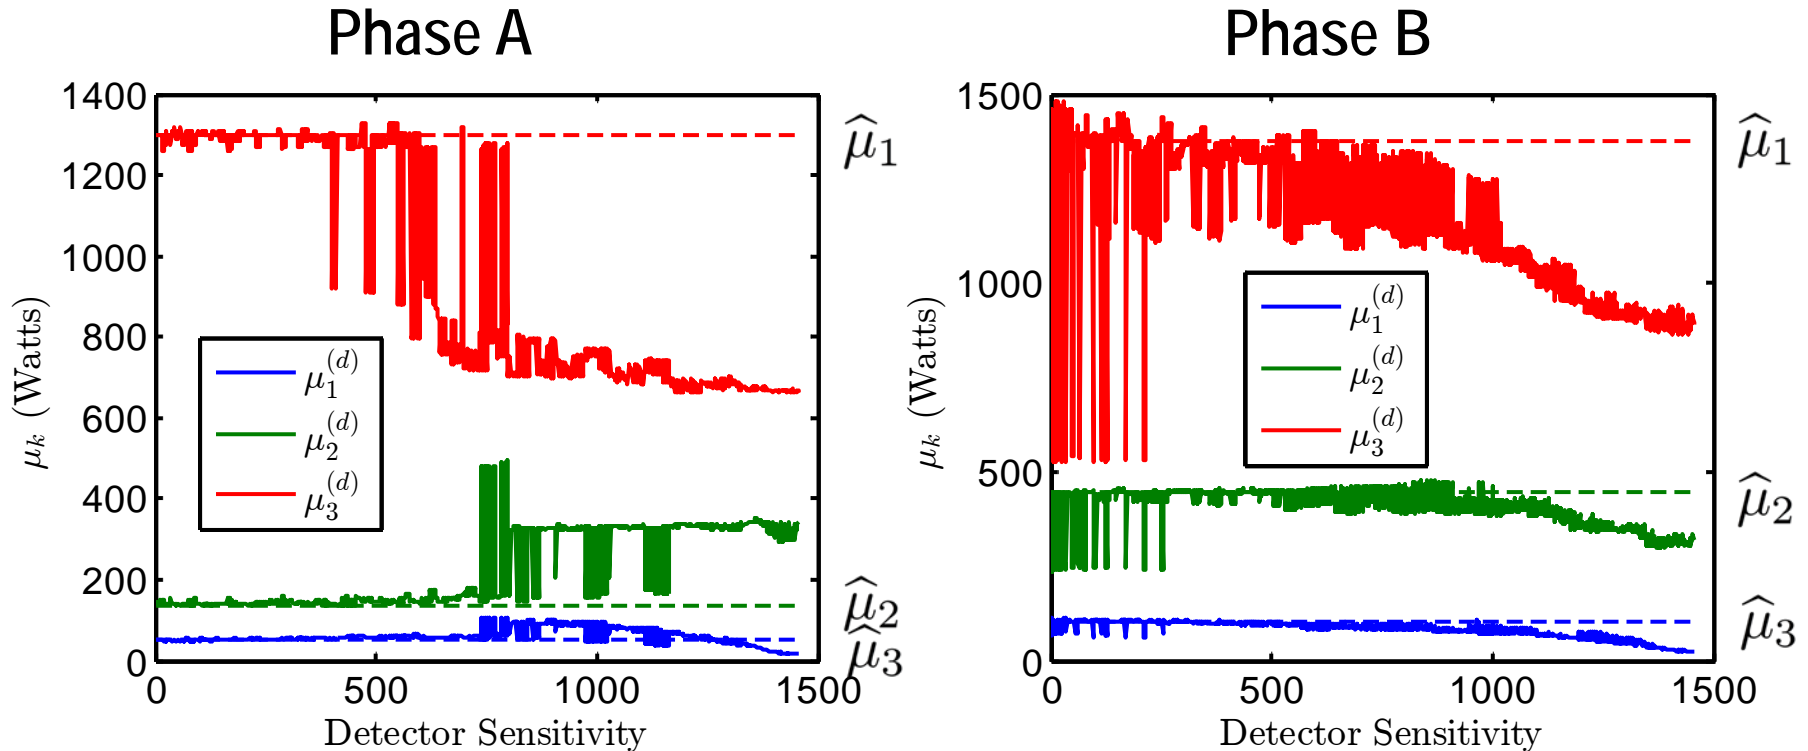 Phase A
1400
1200
1000
800
600
400
200
0
0 500 1000 1500
μ_k (Watts)
Detector Sensitivity
μ_1^(d)
μ_2^(d)
μ_3^(d)
μ̂_1
μ̂_2
μ̂_3
Phase B
1500
1000
500
0
0 500 1000 1500
μ_k (Watts)
Detector Sensitivity
μ_1^(d)
μ_2^(d)
μ_3^(d)
μ̂_1
μ̂_2
μ̂_3